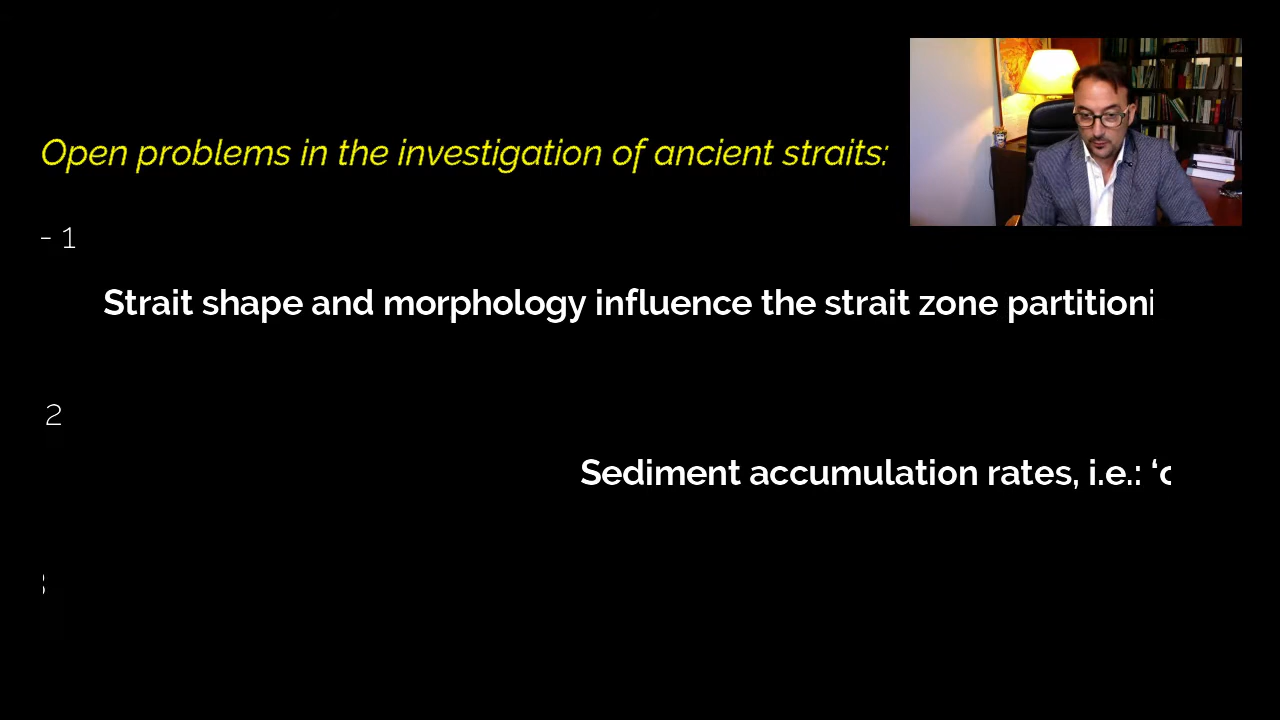 Open problems in the investigation of ancient straits:
- 1
Strait shape and morphology influence the strait zone
2
Sediment accumulation rates, i.e.: